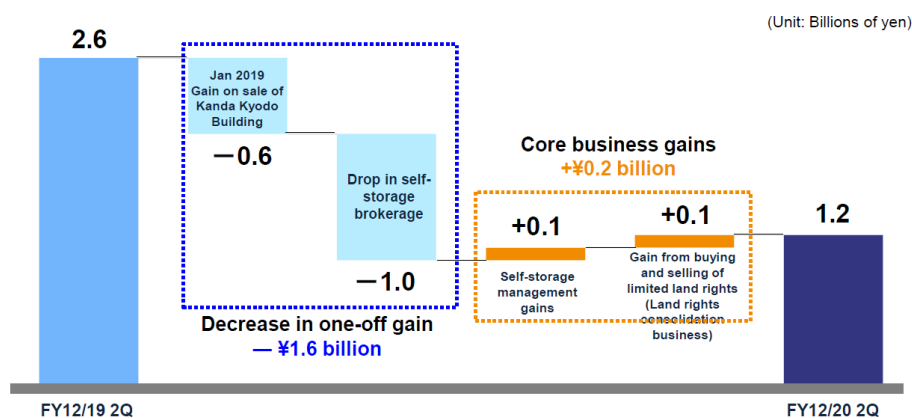 (Unit: Billions of yen)
2.6
Jan 2019
Gain on sale of
Kanda Kyodo
Building
－0.6
Drop in self-
storage
brokerage
－1.0
Decrease in one-off gain
― ¥1.6 billion
Core business gains
+¥0.2 billion
+0.1
Self-storage
management
gains
+0.1
Gain from buying
and selling of
limited land rights
(Land rights
consolidation
business)
1.2
FY12/19 2Q
FY12/20 2Q